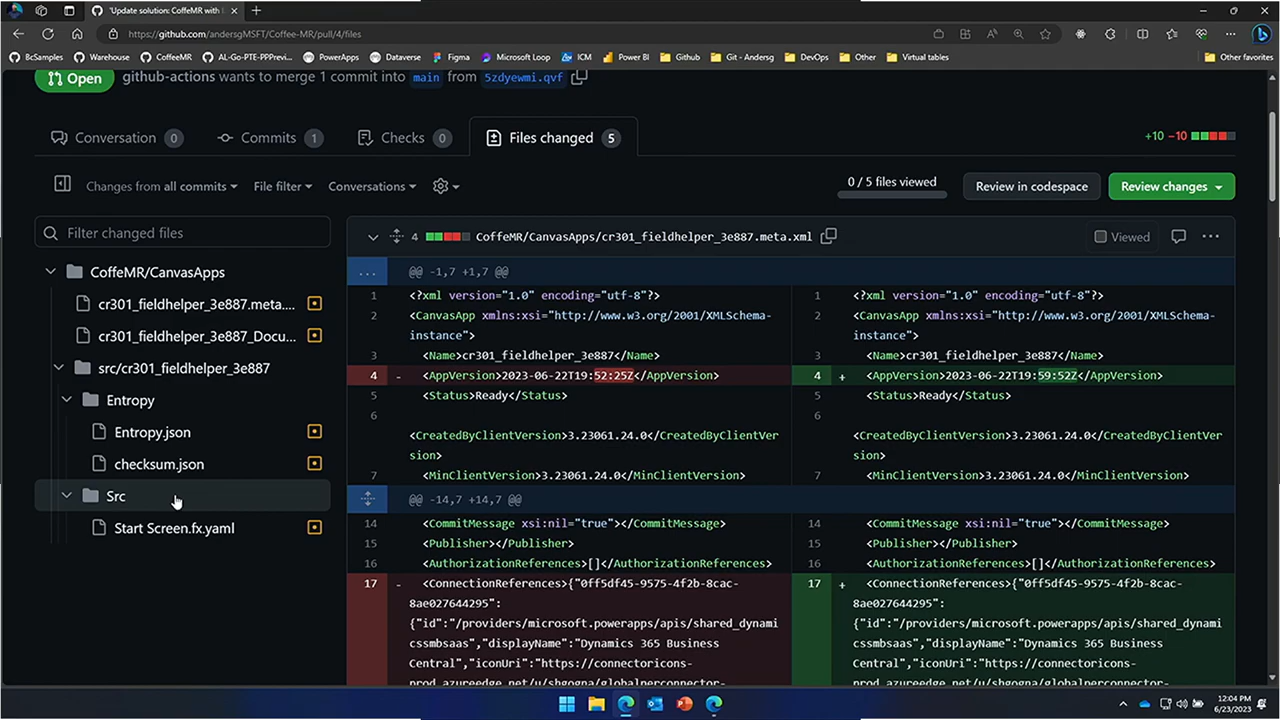 'Update solution: CoffeMR with
https://github.com/andersgMSFT/Coffee-MR/pull/4/files
BcSamples Warehouse CoffeeMR AL-Go-PTE-PPPrevi... PowerApps Dataverse Figma Microsoft Loop ICM Power BI Github Git - Andersg DevOps Other Virtual tables Other favorites
Open github-actions wants to merge 1 commit into main from 5zdyewmi.qvf
Conversation 0 Commits 1 Checks 0 Files changed 5 +10 −10
Changes from all commits File filter Conversations 0 / 5 files viewed Review in codespace Review changes
Filter changed files
4 CoffeMR/CanvasApps/cr301_fieldhelper_3e887.meta.xml Viewed
CoffeMR/CanvasApps
cr301_fieldhelper_3e887.meta....
cr301_fieldhelper_3e887_Docu...
src/cr301_fieldhelper_3e887
Entropy
Entropy.json
checksum.json
Src
Start Screen.fx.yaml
... @@ -1,7 +1,7 @@
1 <?xml version="1.0" encoding="utf-8"?>
2 <CanvasApp xmlns:xsi="http://www.w3.org/2001/XMLSchema-
instance">
3 <Name>cr301_fieldhelper_3e887</Name>
4 - <AppVersion>2023-06-22T19:52:25Z</AppVersion>
5 <Status>Ready</Status>
6
<CreatedByClientVersion>3.23061.24.0</CreatedByClientVer
sion>
7 <MinClientVersion>3.23061.24.0</MinClientVersion>
@@ -14,7 +14,7 @@
14 <CommitMessage xsi:nil="true"></CommitMessage>
15 <Publisher></Publisher>
16 <AuthorizationReferences>[]</AuthorizationReferences>
17 - <ConnectionReferences>{"0ff5df45-9575-4f2b-8cac-
8ae027644295":
{"id":"/providers/microsoft.powerapps/apis/shared_dynami
cssmbsaas","displayName":"Dynamics 365 Business
Central","iconUri":"https://connectoricons-
prod.azureedge.net/u/shgogna/globalperconnector-
1 <?xml version="1.0" encoding="utf-8"?>
2 <CanvasApp xmlns:xsi="http://www.w3.org/2001/XMLSchema-
instance">
3 <Name>cr301_fieldhelper_3e887</Name>
4 + <AppVersion>2023-06-22T19:59:52Z</AppVersion>
5 <Status>Ready</Status>
6
<CreatedByClientVersion>3.23061.24.0</CreatedByClientVer
sion>
7 <MinClientVersion>3.23061.24.0</MinClientVersion>
14 <CommitMessage xsi:nil="true"></CommitMessage>
15 <Publisher></Publisher>
16 <AuthorizationReferences>[]</AuthorizationReferences>
17 + <ConnectionReferences>{"0ff5df45-9575-4f2b-8cac-
8ae027644295":
{"id":"/providers/microsoft.powerapps/apis/shared_dynami
cssmbsaas","displayName":"Dynamics 365 Business
Central","iconUri":"https://connectoricons-
prod.azureedge.net/u/shgogna/globalperconnector-
12:04 PM
6/23/2023